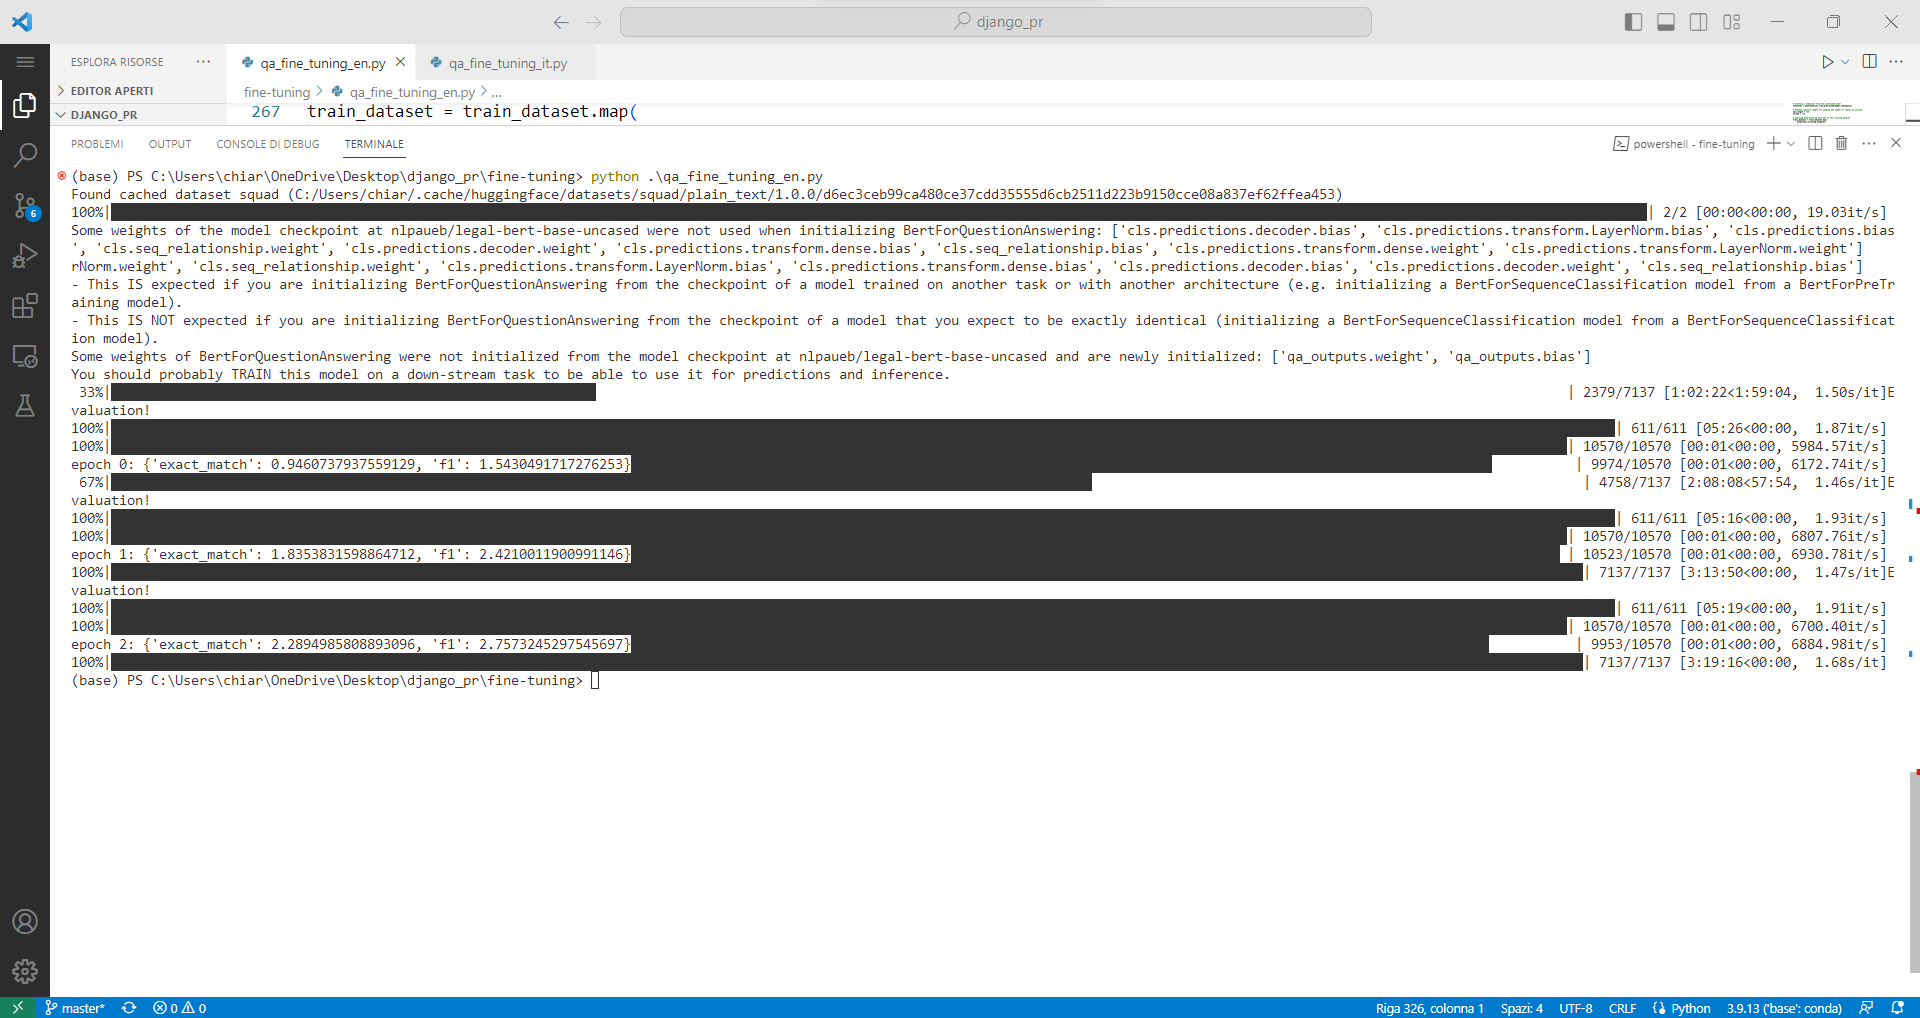 django_pr
ESPLORA RISORSE
qa_fine_tuning_en.py
qa_fine_tuning_it.py
EDITOR APERTI
fine-tuning > qa_fine_tuning_en.py > ...
DJANGO_PR
267 train_dataset = train_dataset.map(
PROBLEMI OUTPUT CONSOLE DI DEBUG TERMINALE
powershell - fine-tuning
(base) PS C:\Users\chiar\OneDrive\Desktop\django_pr\fine-tuning> python .\qa_fine_tuning_en.py
Found cached dataset squad (C:/Users/chiar/.cache/huggingface/datasets/squad/plain_text/1.0.0/d6ec3ceb99ca480ce37cdd35555d6cb2511d223b9150cce08a837ef62ffea453)
100%| | 2/2 [00:00<00:00, 19.03it/s]
Some weights of the model checkpoint at nlpaueb/legal-bert-base-uncased were not used when initializing BertForQuestionAnswering: ['cls.predictions.decoder.bias', 'cls.predictions.transform.LayerNorm.bias', 'cls.predictions.bias
', 'cls.seq_relationship.weight', 'cls.predictions.decoder.weight', 'cls.predictions.transform.dense.bias', 'cls.seq_relationship.bias', 'cls.predictions.transform.dense.weight', 'cls.predictions.transform.LayerNorm.weight']
rNorm.weight', 'cls.seq_relationship.weight', 'cls.predictions.transform.LayerNorm.bias', 'cls.predictions.transform.dense.bias', 'cls.predictions.decoder.bias', 'cls.predictions.decoder.weight', 'cls.seq_relationship.bias']
- This IS expected if you are initializing BertForQuestionAnswering from the checkpoint of a model trained on another task or with another architecture (e.g. initializing a BertForSequenceClassification model from a BertForPreTr
aining model).
- This IS NOT expected if you are initializing BertForQuestionAnswering from the checkpoint of a model that you expect to be exactly identical (initializing a BertForSequenceClassification model from a BertForSequenceClassificat
ion model).
Some weights of BertForQuestionAnswering were not initialized from the model checkpoint at nlpaueb/legal-bert-base-uncased and are newly initialized: ['qa_outputs.weight', 'qa_outputs.bias']
You should probably TRAIN this model on a down-stream task to be able to use it for predictions and inference.
33%| | 2379/7137 [1:02:22<1:59:04, 1.50s/it]E
valuation!
100%| | 611/611 [05:26<00:00, 1.87it/s]
100%| | 10570/10570 [00:01<00:00, 5984.57it/s]
epoch 0: {'exact_match': 0.9460737937559129, 'f1': 1.5430491717276253} | 9974/10570 [00:01<00:00, 6172.74it/s]
67%| | 4758/7137 [2:08:08<57:54, 1.46s/it]E
valuation!
100%| | 611/611 [05:16<00:00, 1.93it/s]
100%| | 10570/10570 [00:01<00:00, 6807.76it/s]
epoch 1: {'exact_match': 1.8353831598864712, 'f1': 2.4210011900991146} | 10523/10570 [00:01<00:00, 6930.78it/s]
100%| | 7137/7137 [3:13:50<00:00, 1.47s/it]E
valuation!
100%| | 611/611 [05:19<00:00, 1.91it/s]
100%| | 10570/10570 [00:01<00:00, 6700.40it/s]
epoch 2: {'exact_match': 2.2894985808893096, 'f1': 2.7573245297545697} | 9953/10570 [00:01<00:00, 6884.98it/s]
100%| | 7137/7137 [3:19:16<00:00, 1.68s/it]
(base) PS C:\Users\chiar\OneDrive\Desktop\django_pr\fine-tuning>
6
master* 0 0 Riga 326, colonna 1 Spazi: 4 UTF-8 CRLF Python 3.9.13 ('base': conda)